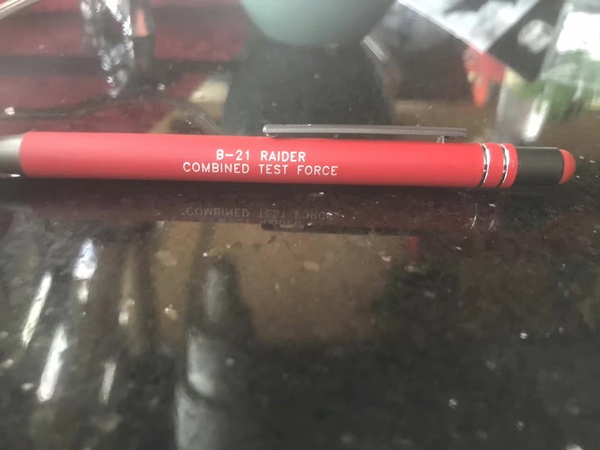 B-21 RAIDER
COMBINED TEST FORCE